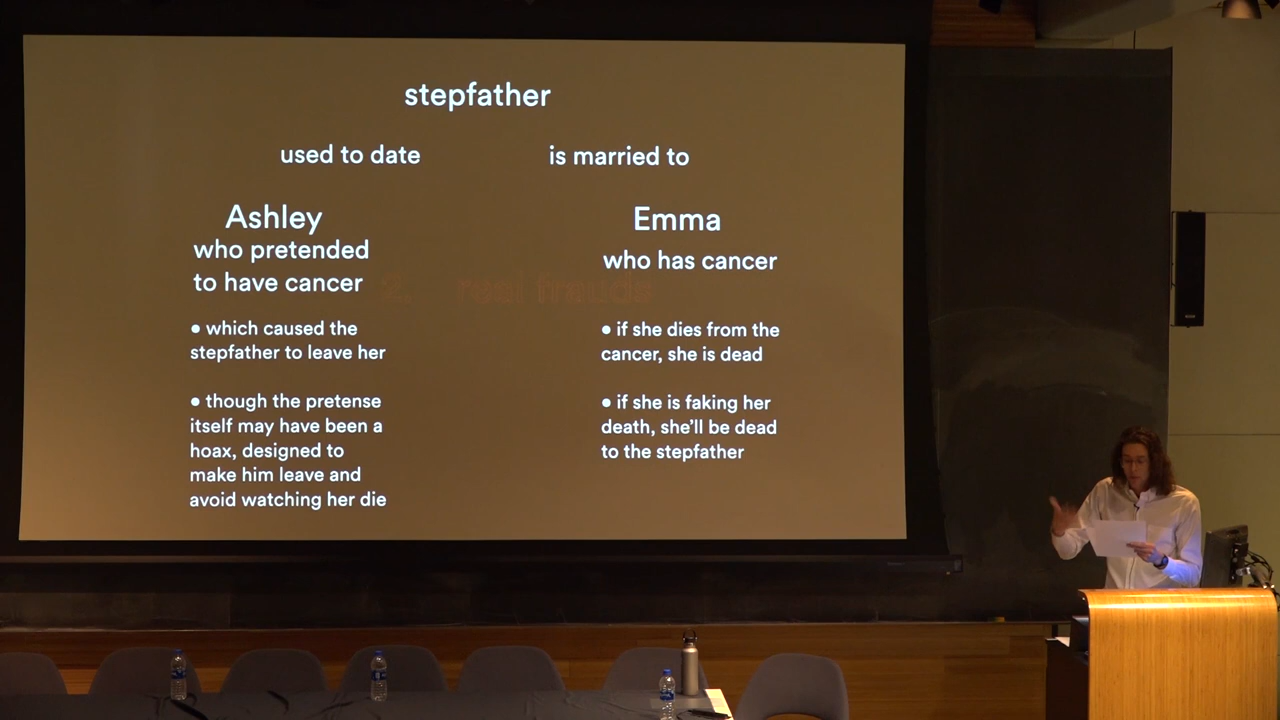 stepfather
used to date
is married to
Ashley
who pretended
to have cancer
• which caused the
stepfather to leave her
• though the pretense
itself may have been a
hoax, designed to
make him leave and
avoid watching her die
Emma
who has cancer
• if she dies from the
cancer, she is dead
• if she is faking her
death, she'll be dead
to the stepfather
2. real frauds